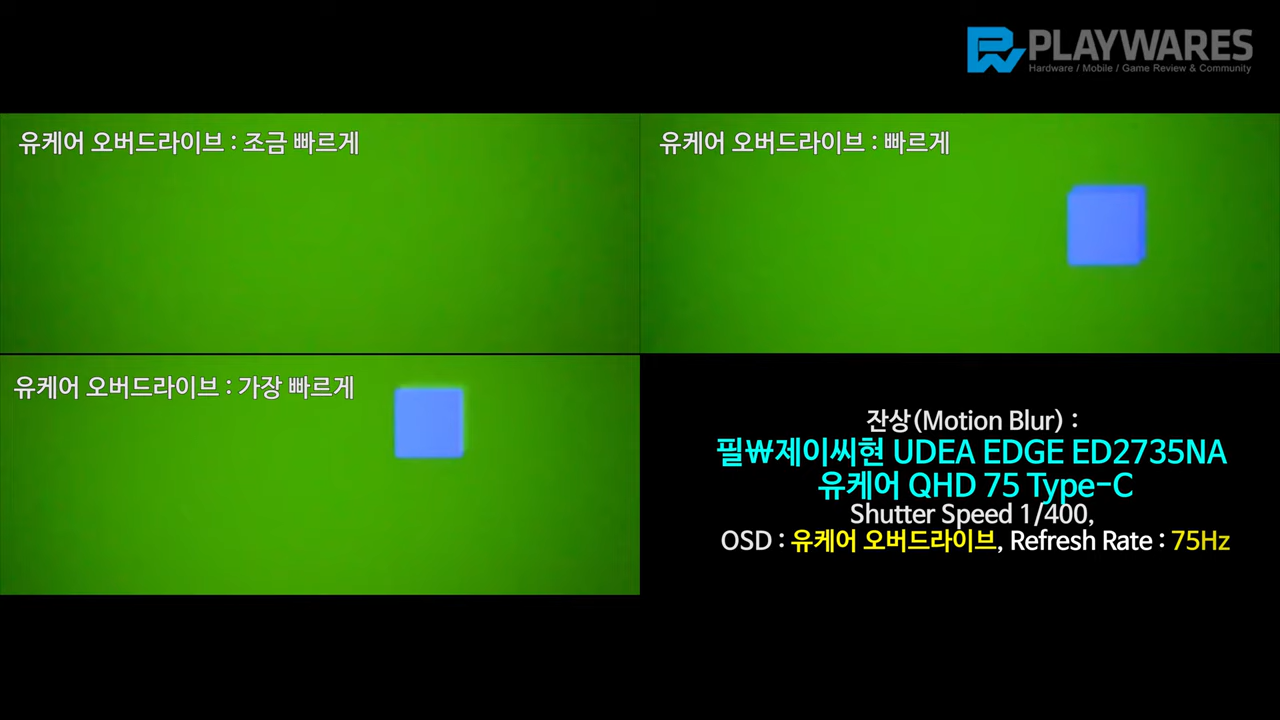 PLAYWARES
Hardware / Mobile / Game Review & Community
유케어 오버드라이브 : 조금 빠르게
유케어 오버드라이브 : 빠르게
유케어 오버드라이브 : 가장 빠르게
잔상(Motion Blur) :
필₩제이씨현 UDEA EDGE ED2735NA
유케어 QHD 75 Type-C
Shutter Speed 1/400,
OSD : 유케어 오버드라이브, Refresh Rate : 75Hz